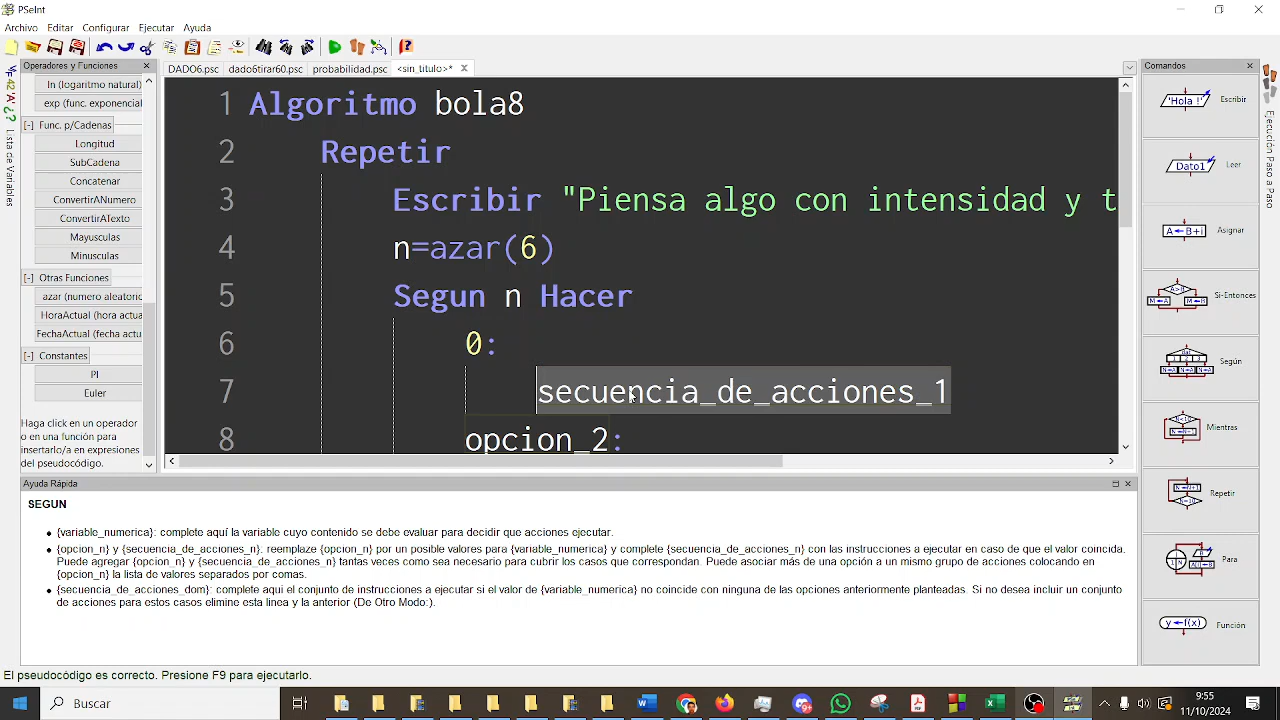 PSeInt
Archivo Editar Configurar Ejecutar Ayuda
Operadores y Funciones
DADO6.psc dado6tirar60.psc probabilidad.psc <sin_titulo>*
Comandos
ln (logaritmo natural)
exp (func. exponencial
[-] Func. p/Cadenas
Longitud
SubCadena
Concatenar
ConvertirANumero
ConvertirATexto
Mayusculas
Minusculas
[-] Otras Funciones
azar (numero aleatorio
HoraActual (hora actua
FechaActual (fecha actu
[-] Constantes
PI
Euler
Haga click en un operador
o en una función para
insertarlo/a en expresiones
del pseudocódigo.
Lista de Variables
1 Algoritmo bola8
2 Repetir
3 Escribir "Piensa algo con intensidad y t
4 n=azar(6)
5 Segun n Hacer
6 0:
7 secuencia_de_acciones_1
8 opcion_2:
'Hola !' Escribir
Dato1 Leer
A←B+i Asignar
Si-Entonces
Según
Mientras
Repetir
Para
y←f(x) Función
Ejecución Paso a Paso
Ayuda Rápida
SEGUN
{variable_numerica}: complete aquí la variable cuyo contenido se debe evaluar para decidir que acciones ejecutar.
{opcion_n} y {secuencia_de_acciones_n}: reemplaze {opcion_n} por un posible valores para {variable_numerica} y complete {secuencia_de_acciones_n} con las instrucciones a ejecutar en caso de que el valor coincida.
Puede agregar {opcion_n} y {secuencia_de_acciones_n} tantas veces como sea necesario para cubrir los casos que correspondan. Puede asociar más de una opción a un mismo grupo de acciones colocando en
{opcion_n} la lista de valores separados por comas.
{secuencia_de_acciones_dom}: complete aqui el conjunto de instrucciones a ejecutar si el valor de {variable_numerica} no coincide con ninguna de las opciones anteriormente planteadas. Si no desea incluir un conjunto
de acciones para estos casos elimine esta linea y la anterior (De Otro Modo:).
El pseudocódigo es correcto. Presione F9 para ejecutarlo.
Buscar
9:55
11/10/2024